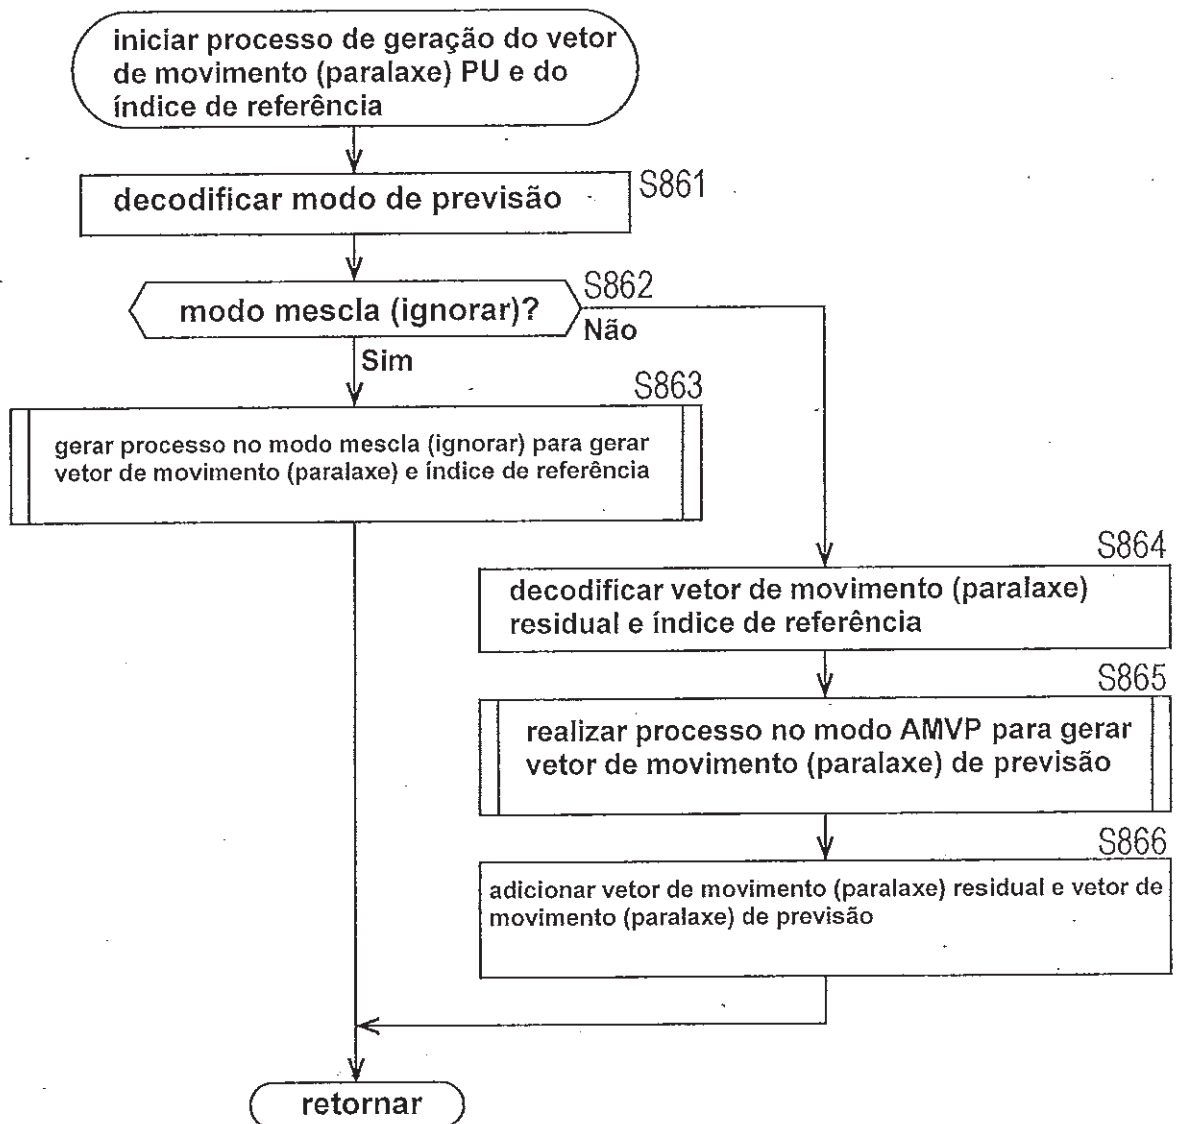 iniciar processo de geração do vetor
de movimento (paralaxe) PU e do
índice de referência
decodificar modo de previsão
S861
modo mescla (ignorar)?
S862
Não
Sim
S863
gerar processo no modo mescla (ignorar) para gerar
vetor de movimento (paralaxe) e índice de referência
S864
decodificar vetor de movimento (paralaxe)
residual e índice de referência
S865
realizar processo no modo AMVP para gerar
vetor de movimento (paralaxe) de previsão
S866
adicionar vetor de movimento (paralaxe) residual e vetor de
movimento (paralaxe) de previsão
retornar